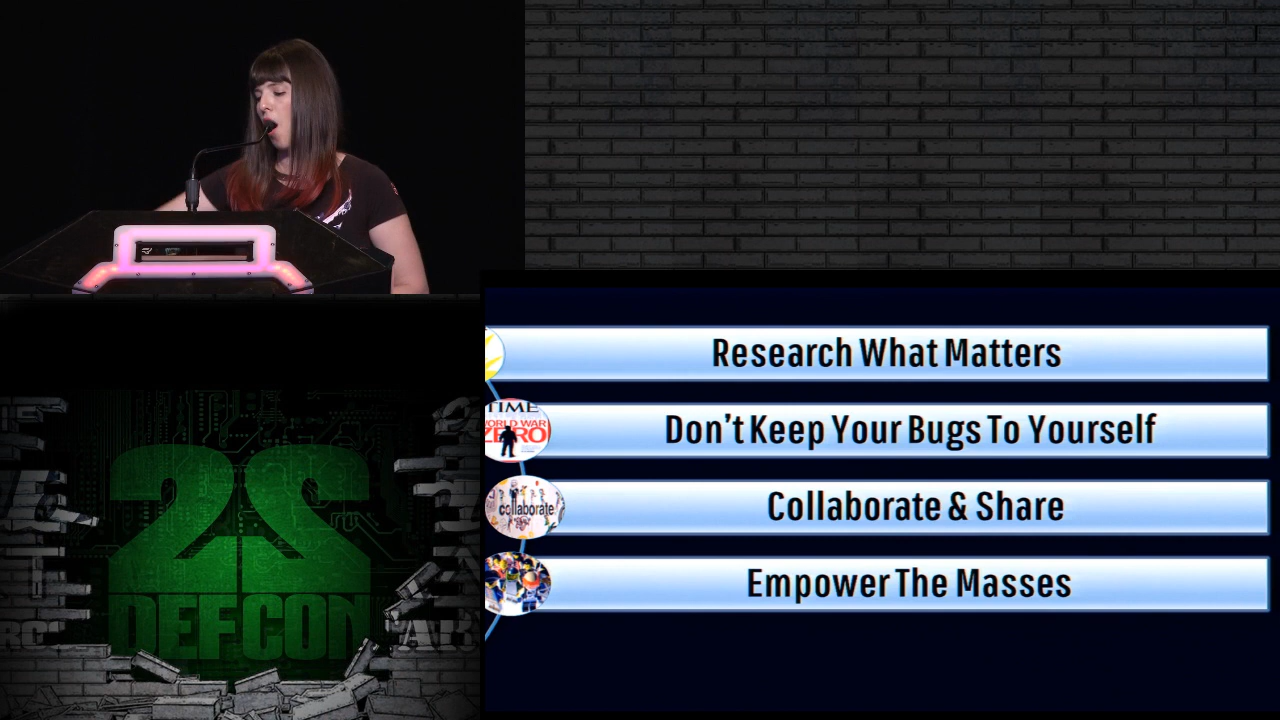 Research What Matters
TIME
WORLD WAR
ZERO
Don't Keep Your Bugs To Yourself
collaborate
Collaborate & Share
Empower The Masses
22
DEFCON